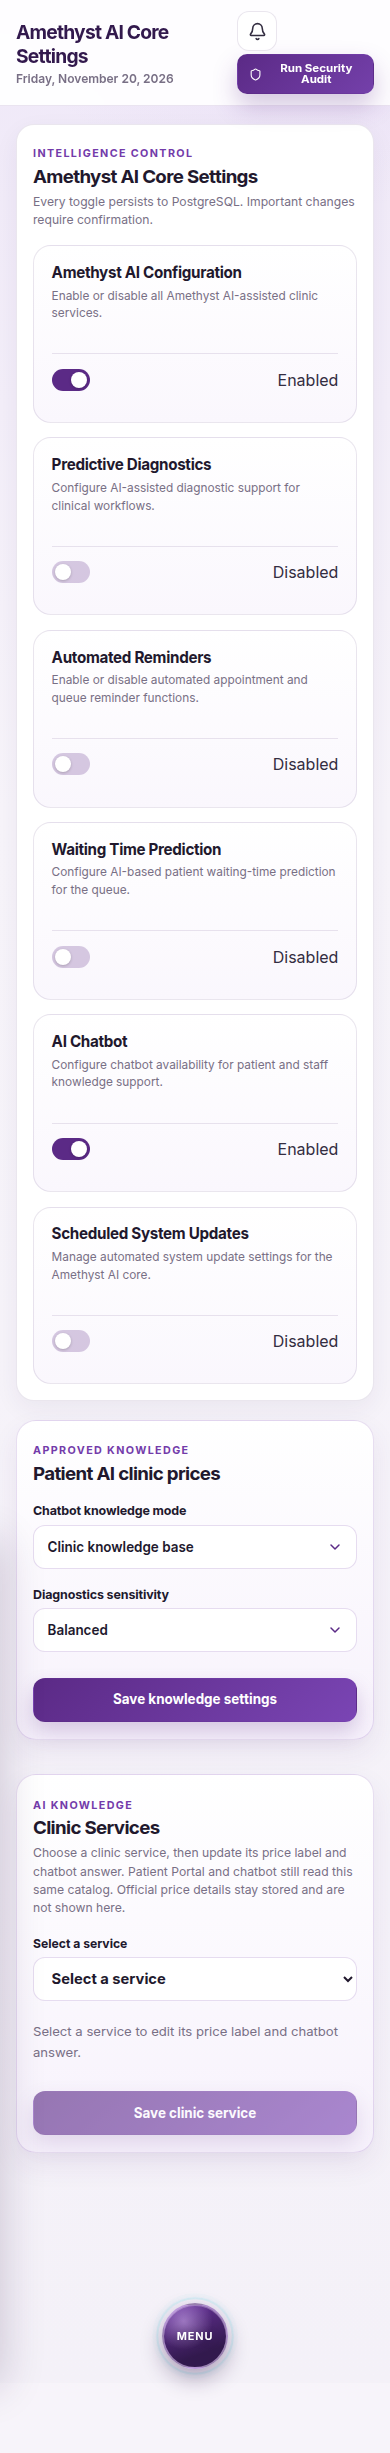 Amethyst AI Core
Settings
Friday, November 20, 2026
Run Security
Audit
INTELLIGENCE CONTROL
Amethyst AI Core Settings
Every toggle persists to PostgreSQL. Important changes
require confirmation.
Amethyst AI Configuration
Enable or disable all Amethyst AI-assisted clinic
services.
Enabled
Predictive Diagnostics
Configure AI-assisted diagnostic support for
clinical workflows.
Disabled
Automated Reminders
Enable or disable automated appointment and
queue reminder functions.
Disabled
Waiting Time Prediction
Configure AI-based patient waiting-time prediction
for the queue.
Disabled
AI Chatbot
Configure chatbot availability for patient and staff
knowledge support.
Enabled
Scheduled System Updates
Manage automated system update settings for the
Amethyst AI core.
Disabled
APPROVED KNOWLEDGE
Patient AI clinic prices
Chatbot knowledge mode
Clinic knowledge base
Diagnostics sensitivity
Balanced
Save knowledge settings
AI KNOWLEDGE
Clinic Services
Choose a clinic service, then update its price label and
chatbot answer. Patient Portal and chatbot still read this
same catalog. Official price details stay stored and are
not shown here.
Select a service
Select a service
Select a service to edit its price label and chatbot
answer.
Save clinic service
MENU